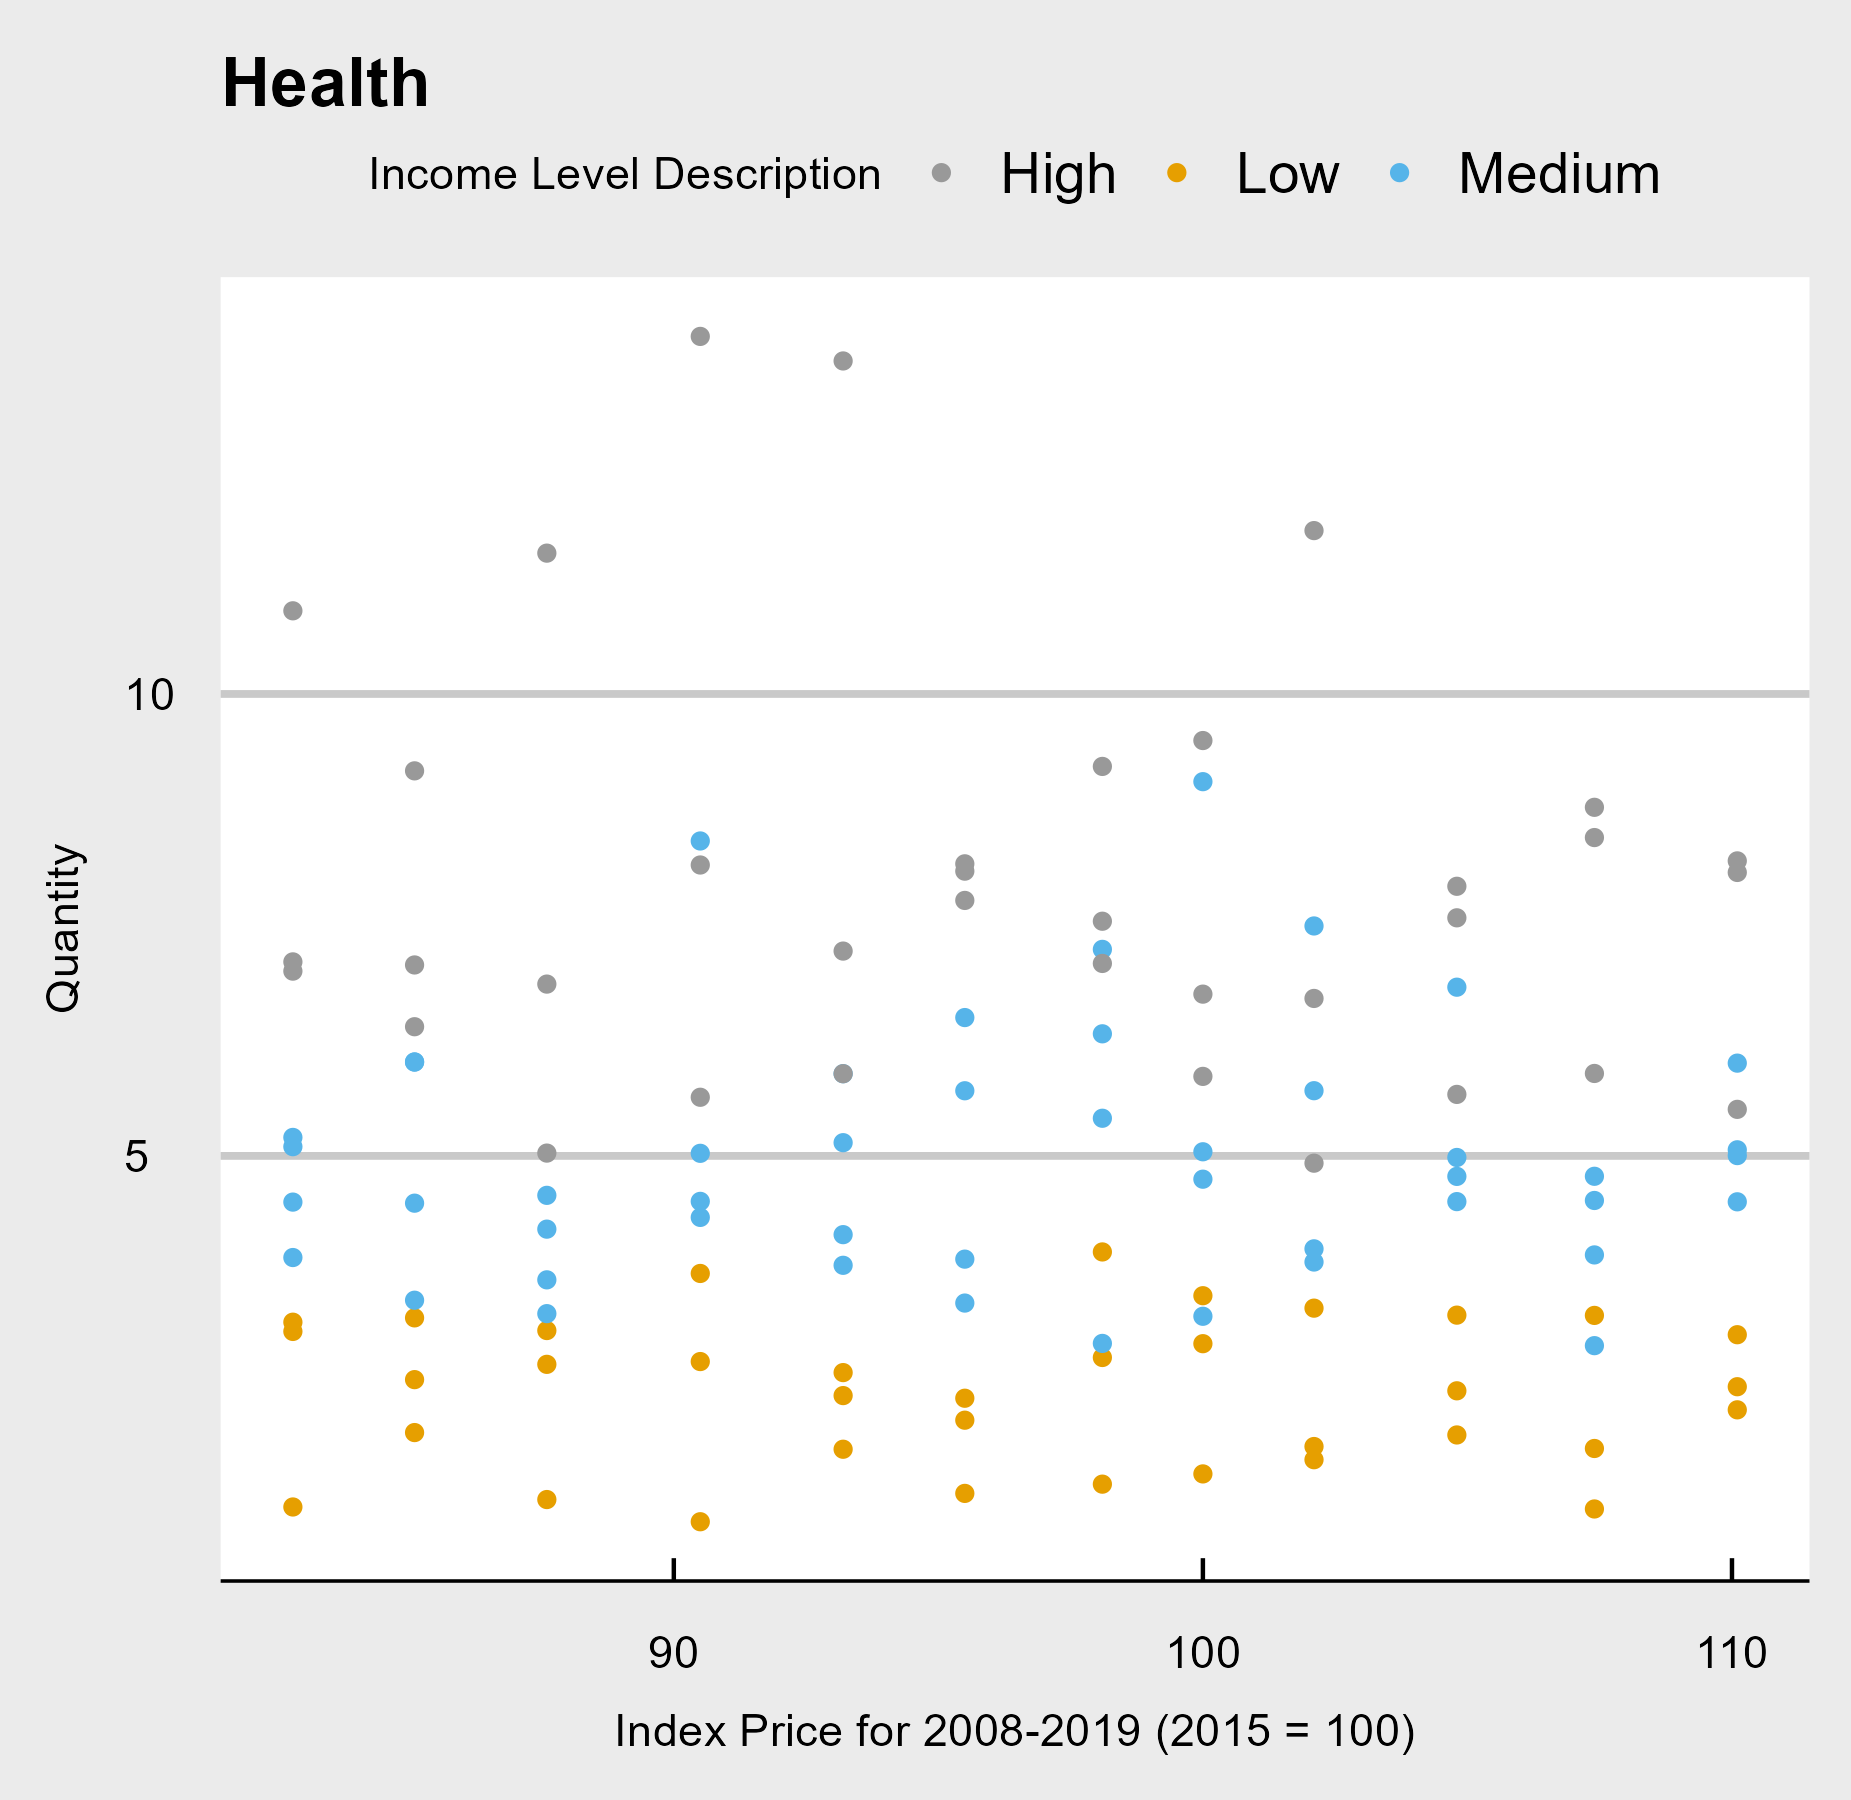 Health
Income Level Description High Low Medium
10
5
Quantity
90 100 110
Index Price for 2008-2019 (2015 = 100)